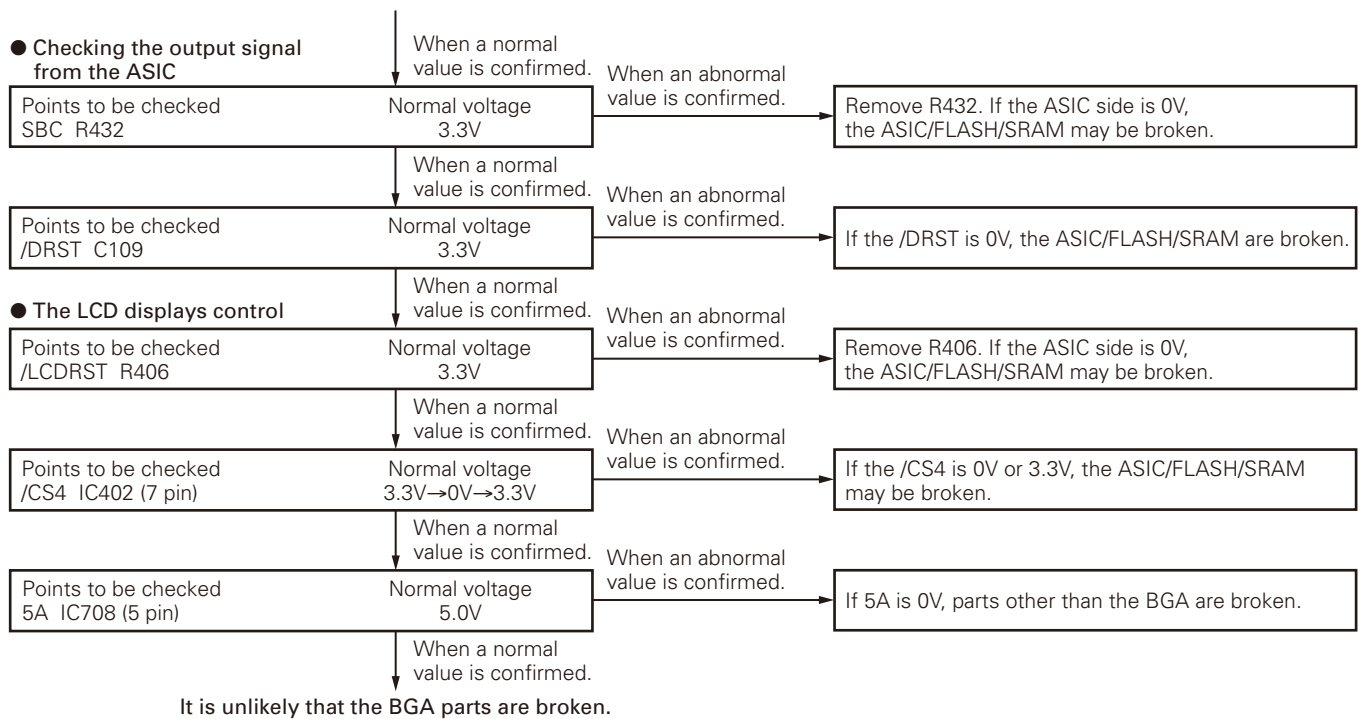 When a normal
value is confirmed.
● Checking the output signal
from the ASIC
When an abnormal
value is confirmed.
Points to be checked Normal voltage
SBC R432 3.3V
Remove R432. If the ASIC side is 0V,
the ASIC/FLASH/SRAM may be broken.
When a normal
value is confirmed.
When an abnormal
value is confirmed.
Points to be checked Normal voltage
/DRST C109 3.3V
If the /DRST is 0V, the ASIC/FLASH/SRAM are broken.
When a normal
value is confirmed.
● The LCD displays control
When an abnormal
value is confirmed.
Points to be checked Normal voltage
/LCDRST R406 3.3V
Remove R406. If the ASIC side is 0V,
the ASIC/FLASH/SRAM may be broken.
When a normal
value is confirmed.
When an abnormal
value is confirmed.
Points to be checked Normal voltage
/CS4 IC402 (7 pin) 3.3V→0V→3.3V
If the /CS4 is 0V or 3.3V, the ASIC/FLASH/SRAM
may be broken.
When a normal
value is confirmed.
When an abnormal
value is confirmed.
Points to be checked Normal voltage
5A IC708 (5 pin) 5.0V
If 5A is 0V, parts other than the BGA are broken.
When a normal
value is confirmed.
It is unlikely that the BGA parts are broken.